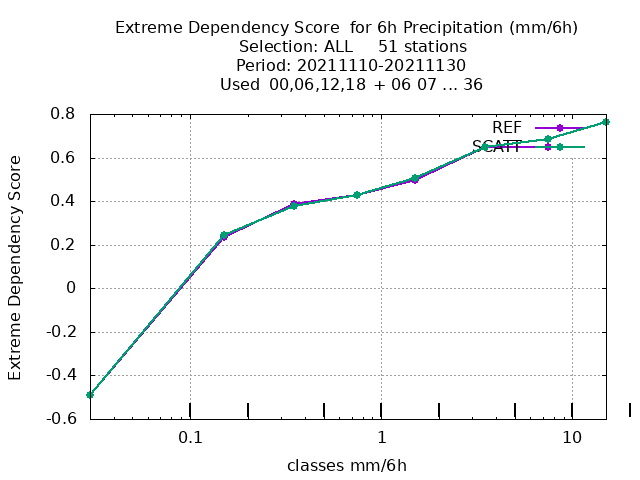 Extreme Dependency Score  for 6h Precipitation (mm/6h)
Selection: ALL     51 stations
Period: 20211110-20211130
Used  00,06,12,18  + 06 07 ... 36
REF
SCATT
0.8
0.6
0.4
0.2
0
-0.2
-0.4
-0.6
Extreme Dependency Score
0.1
1
10
classes mm/6h